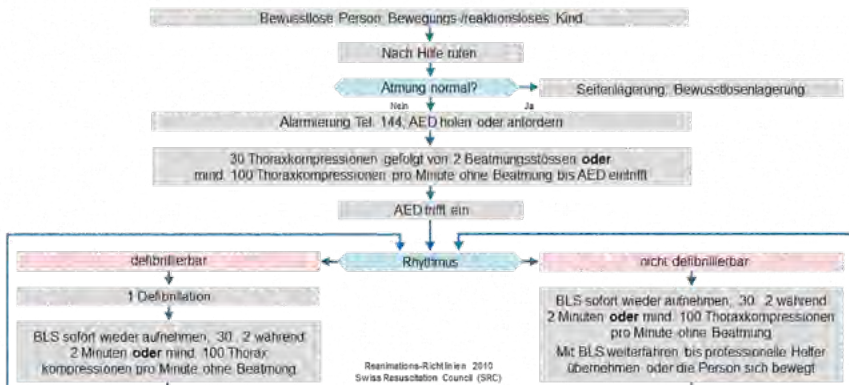 Bewusstlose Person Bewegungs-/reaktionsloses Kind
Nach Hilfe rufen
Atmung normal?
Seitenlagerung, Bewusstlosenlagerung
Nein
Ja
Alarmierung Tel. 144, AED holen oder anfordern
30 Thoraxkompressionen gefolgt von 2 Beatmungsstössen oder
mind. 100 Thoraxkompressionen pro Minute ohne Beatmung bis AED eintrifft
AED trifft ein
defibrillierbar
Rhythmus
nicht defibrillierbar
1 Defibrillation
BLS sofort wieder aufnehmen, 30 : 2 während
2 Minuten oder mind. 100 Thorax
kompressionen pro Minute ohne Beatmung
BLS sofort wieder aufnehmen, 30 : 2 während
2 Minuten oder mind. 100 Thoraxkompressionen
pro Minute ohne Beatmung
Mit BLS weiterfahren bis professionelle Helfer
übernehmen oder die Person sich bewegt
Reanimations-Richtlinien 2010
Swiss Resuscitation Council (SRC)